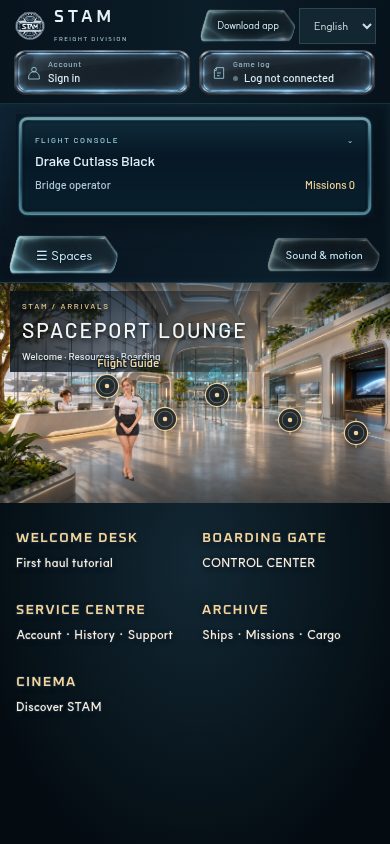 STAM
FREIGHT DIVISION
Download app
English
Account
Sign in
Game log
Log not connected
FLIGHT CONSOLE
Drake Cutlass Black
Bridge operator
Missions 0
☰ Spaces
Sound & motion
STAM / ARRIVALS
SPACEPORT LOUNGE
Welcome · Resources · Boarding
Flight Guide
WELCOME DESK
First haul tutorial
BOARDING GATE
CONTROL CENTER
SERVICE CENTRE
Account · History · Support
ARCHIVE
Ships · Missions · Cargo
CINEMA
Discover STAM